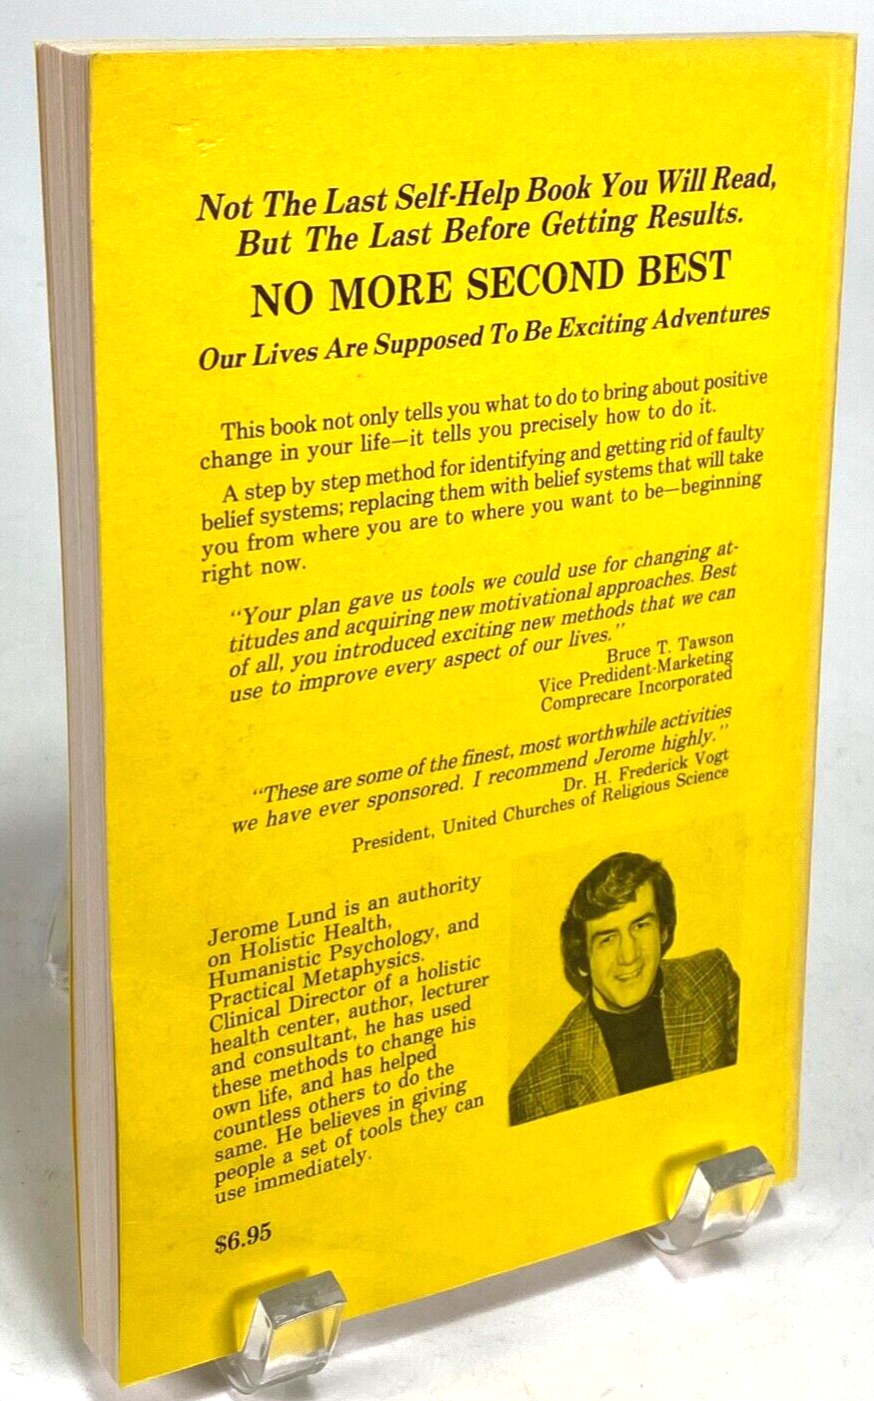 Not The Last Self-Help Book You Will Read,
But The Last Before Getting Results.
NO MORE SECOND BEST
Our Lives Are Supposed To Be Exciting Adventures
This book not only tells you what to do to bring about positive
change in your life—it tells you precisely how to do it.
A step by step method for identifying and getting rid of faulty
belief systems; replacing them with belief systems that will take
you from where you are to where you want to be—beginning
right now.
"Your plan gave us tools we could use for changing at-
titudes and acquiring new motivational approaches. Best
of all, you introduced exciting new methods that we can
use to improve every aspect of our lives."
Bruce T. Tawson
Vice Predident-Marketing
Comprecare Incorporated
"These are some of the finest, most worthwhile activities
we have ever sponsored. I recommend Jerome highly."
Dr. H. Frederick Vogt
President, United Churches of Religious Science
Jerome Lund is an authority
on Holistic Health,
Humanistic Psychology, and
Practical Metaphysics.
Clinical Director of a holistic
health center, author, lecturer
and consultant, he has used
these methods to change his
own life, and has helped
countless others to do the
same. He believes in giving
people a set of tools they can
use immediately.
$6.95